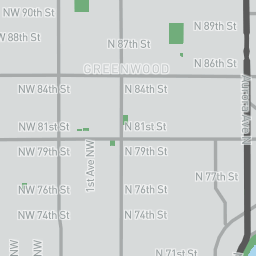 NW 90th St
N 89th St
NW 88th St
N 87th St
N 86th St
GREENWOOD
NW 84th St
N 84th St
Aurora Ave N
NW 81st St
N 81st St
NW 79th St
N 79th St
1st Ave NW
N 77th St
NW 76th St
N 76th St
NW 74th St
N 74th St
NW
NW
N 71st St